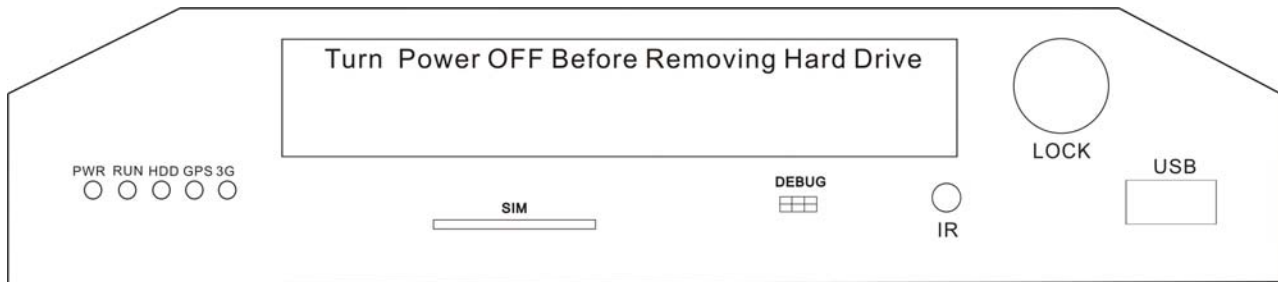 Turn Power OFF Before Removing Hard Drive
LOCK
PWR RUN HDD GPS 3G
USB
DEBUG
SIM
IR